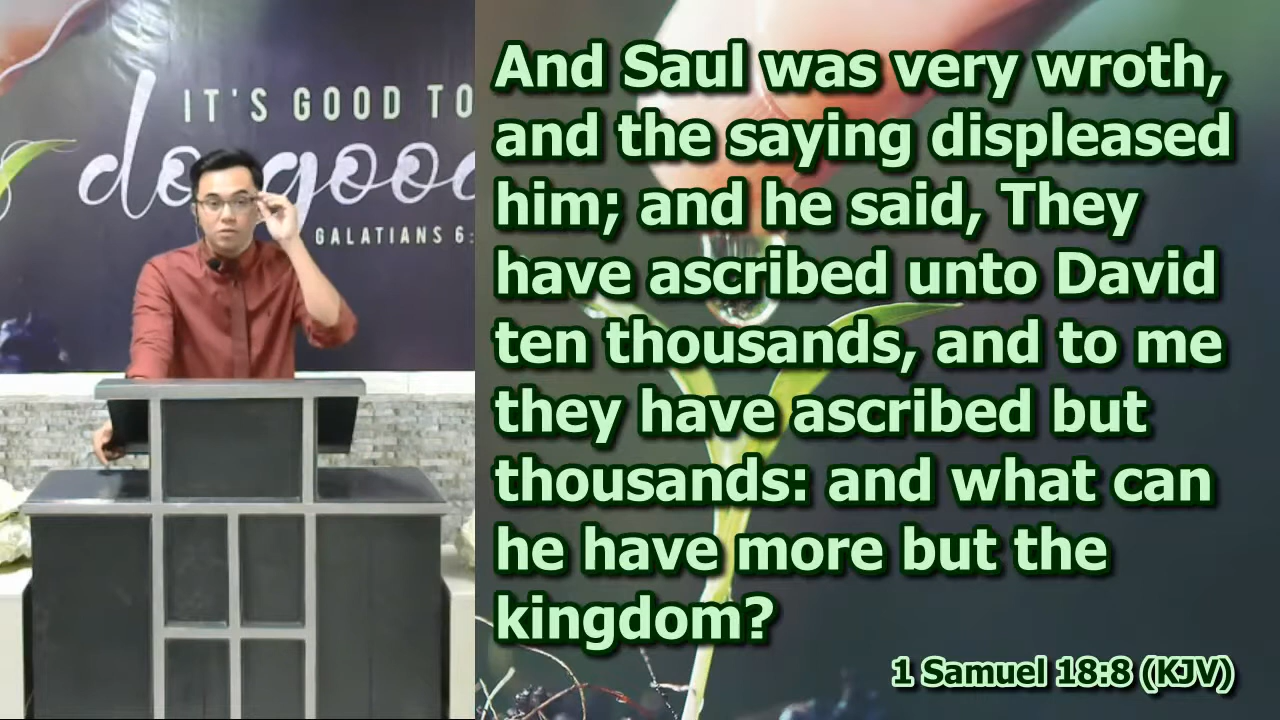 IT'S GOOD TO
do good
GALATIANS 6:
And Saul was very wroth,
and the saying displeased
him; and he said, They
have ascribed unto David
ten thousands, and to me
they have ascribed but
thousands: and what can
he have more but the
kingdom?
1 Samuel 18:8 (KJV)